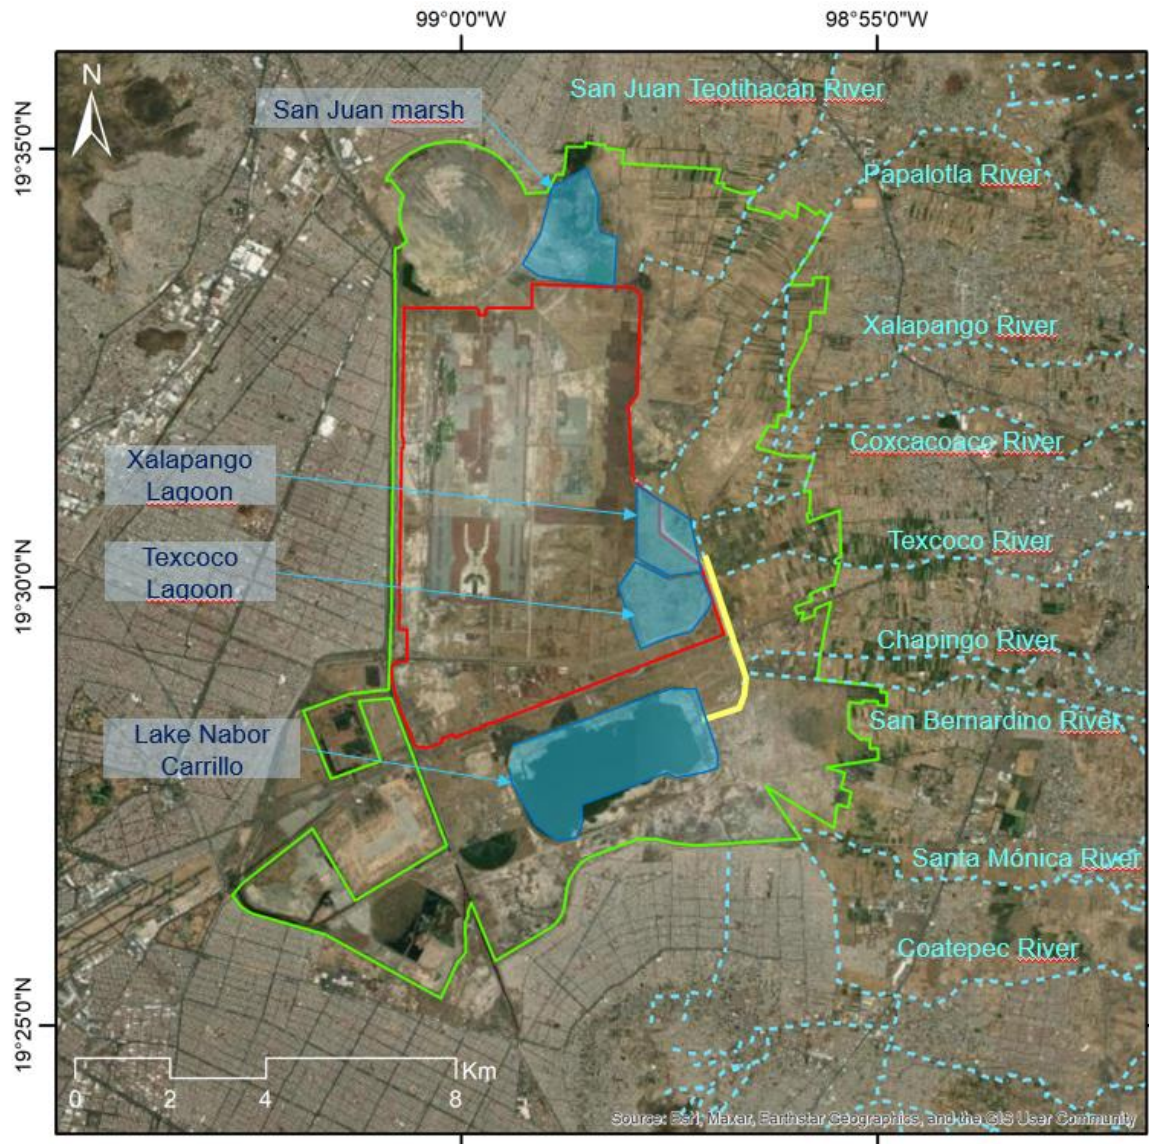 99°0'0"W
98°55'0"W
N
San Juan Teotihacán River
San Juan marsh
19°35'0"N
Papalotla River
Xalapango River
Coxcacoaco River
Xalapango
Lagoon
Texcoco River
Texcoco
Lagoon
19°30'0"N
Chapingo River
San Bernardino River
Lake Nabor
Carrillo
Santa Mónica River
Coatepec River
19°25'0"N
Km
0 2 4 8
Source: Esri, Maxar, Earthstar Geographics, and the GIS User Community